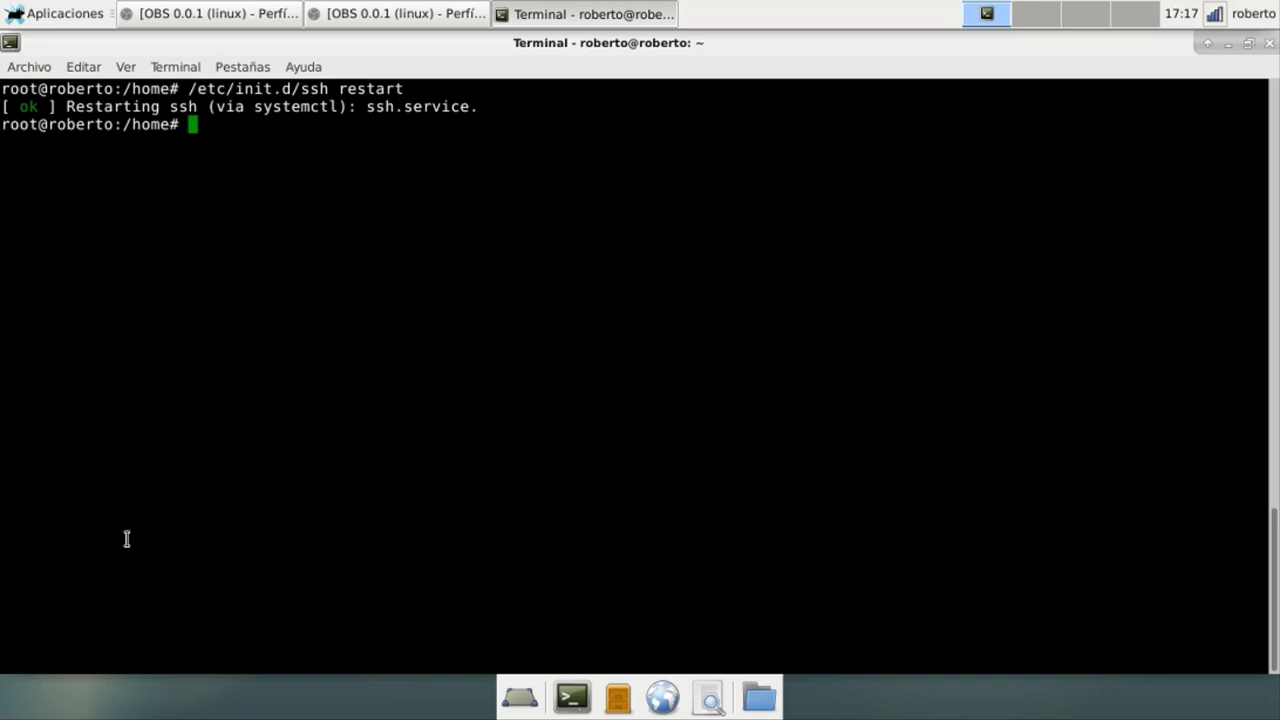 Aplicaciones
[OBS 0.0.1 (linux) - Perfí...
[OBS 0.0.1 (linux) - Perfí...
Terminal - roberto@robe...
17:17
roberto
Terminal - roberto@roberto: ~
Archivo Editar Ver Terminal Pestañas Ayuda
root@roberto:/home# /etc/init.d/ssh restart
[ ok ] Restarting ssh (via systemctl): ssh.service.
root@roberto:/home#